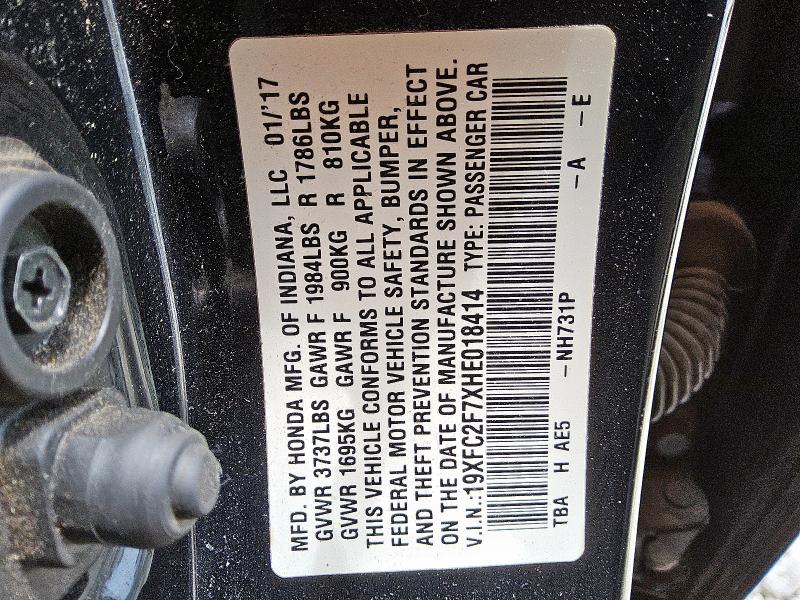 MFD. BY HONDA MFG. OF INDIANA, LLC 01/'17
GVWR 3737LBS GAWR F 1984LBS R 1786LBS
GVWR 1695KG GAWR F 900KG R 810KG
THIS VEHICLE CONFORMS TO ALL APPLICABLE
FEDERAL MOTOR VEHICLE SAFETY, BUMPER,
AND THEFT PREVENTION STANDARDS IN EFFECT
ON THE DATE OF MANUFACTURE SHOWN ABOVE.
V.I.N.:19XFC2F7XHE018414 TYPE: PASSENGER CAR
TBA H AE5 –NH731P –A –E